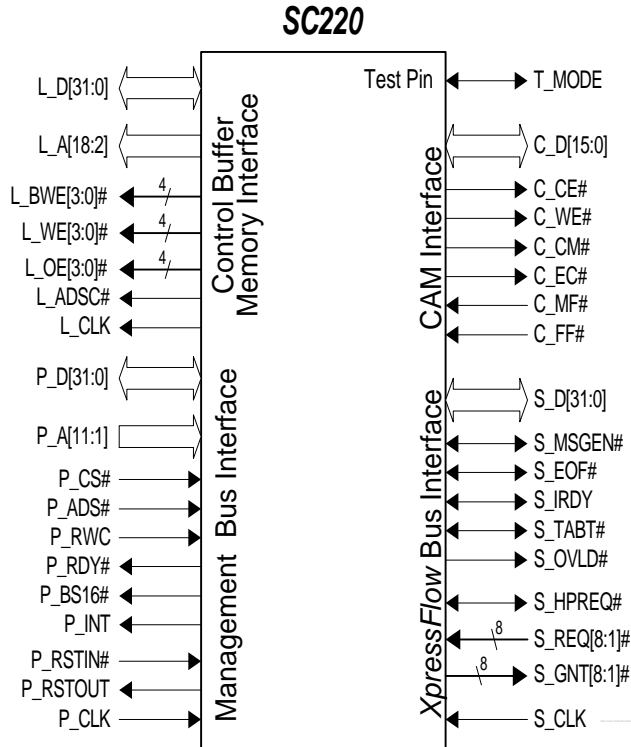 SC220
L_D[31:0]
L_A[18:2]
L_BWE[3:0]#
4
L_WE[3:0]#
4
L_OE[3:0]#
4
L_ADSC#
L_CLK
Control Buffer
Memory Interface
P_D[31:0]
P_A[11:1]
P_CS#
P_ADS#
P_RWC
P_RDY#
P_BS16#
P_INT
P_RSTIN#
P_RSTOUT
P_CLK
Management Bus Interface
Test Pin
T_MODE
CAM Interface
C_D[15:0]
C_CE#
C_WE#
C_CM#
C_EC#
C_MF#
C_FF#
XpressFlow Bus Interface
S_D[31:0]
S_MSGEN#
S_EOF#
S_IRDY
S_TABT#
S_OVLD#
S_HPREQ#
8
S_REQ[8:1]#
8
S_GNT[8:1]#
S_CLK